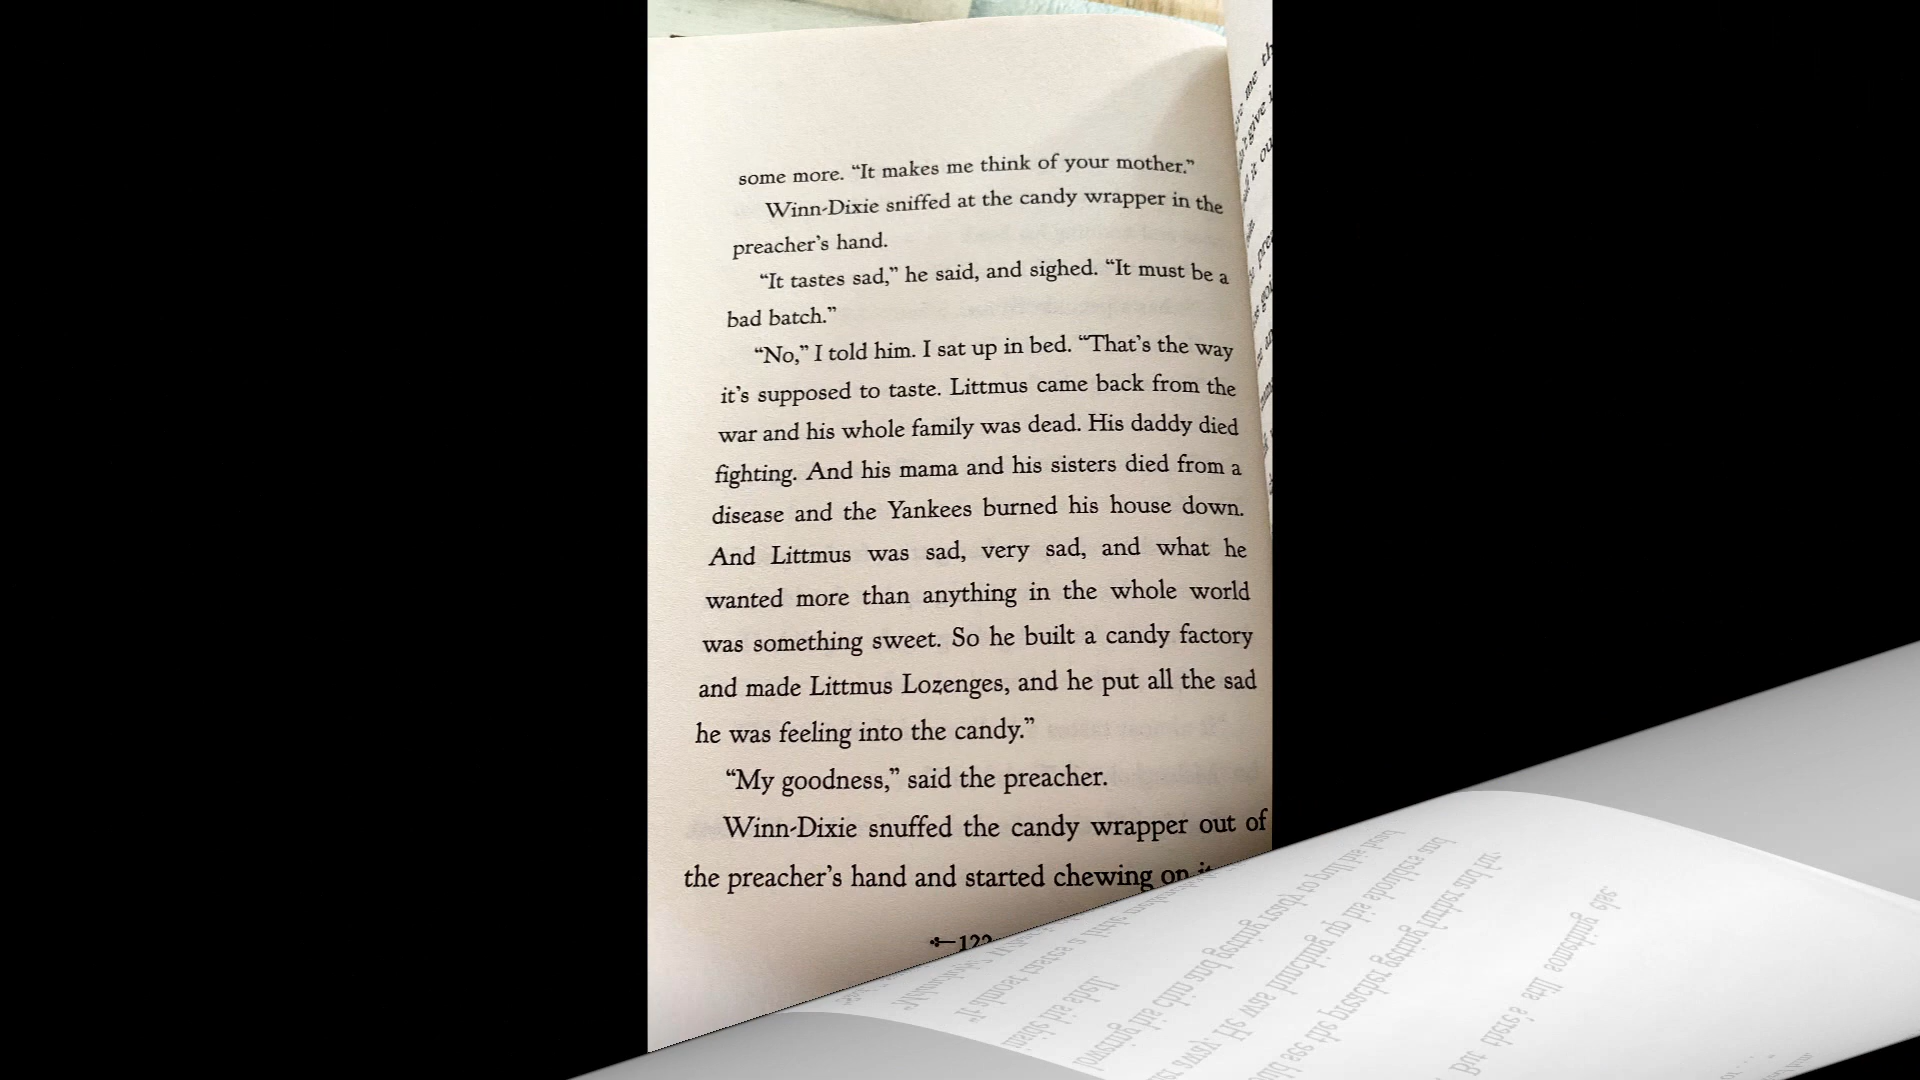 some more. “It makes me think of your mother.”
Winn-Dixie sniffed at the candy wrapper in the
preacher’s hand.
“It tastes sad,” he said, and sighed. “It must be a
bad batch.”
“No,” I told him. I sat up in bed. “That’s the way
it’s supposed to taste. Littmus came back from the
war and his whole family was dead. His daddy died
fighting. And his mama and his sisters died from a
disease and the Yankees burned his house down.
And Littmus was sad, very sad, and what he
wanted more than anything in the whole world
was something sweet. So he built a candy factory
and made Littmus Lozenges, and he put all the sad
he was feeling into the candy.”
“My goodness,” said the preacher.
Winn-Dixie snuffed the candy wrapper out of
the preacher’s hand and started chewing on